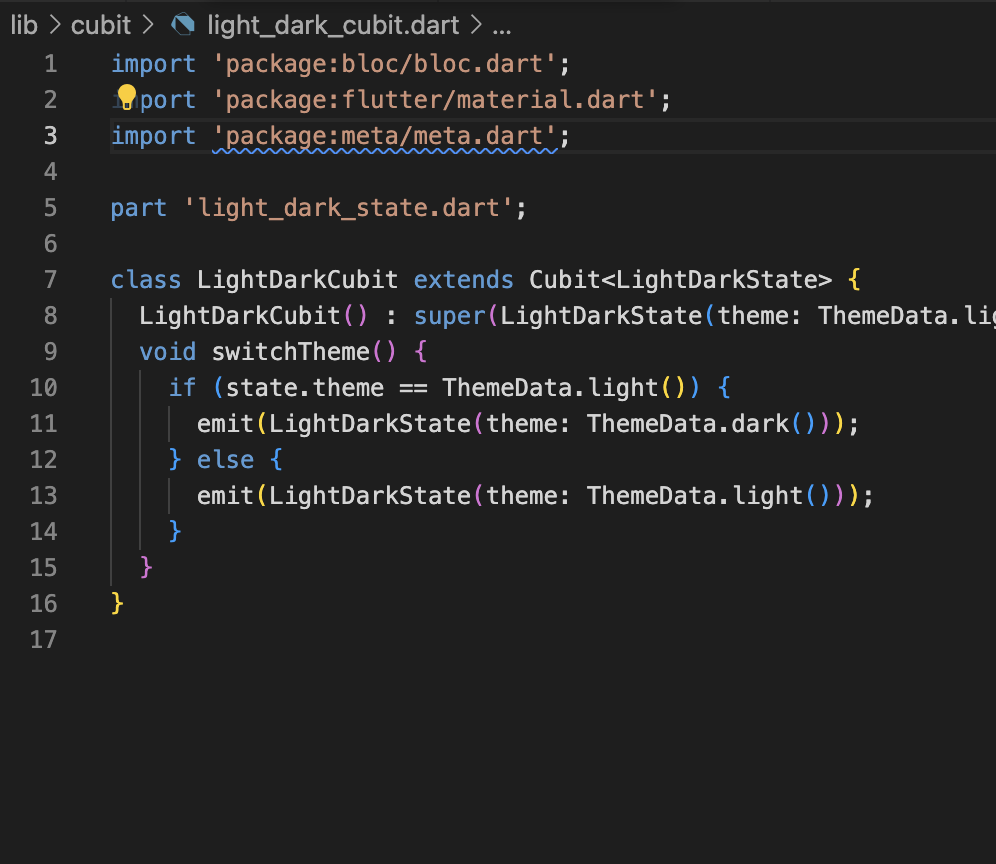 lib > cubit > light_dark_cubit.dart > ...
1 import 'package:bloc/bloc.dart';
2 import 'package:flutter/material.dart';
3 import 'package:meta/meta.dart';
4
5 part 'light_dark_state.dart';
6
7 class LightDarkCubit extends Cubit<LightDarkState> {
8   LightDarkCubit() : super(LightDarkState(theme: ThemeData.lig
9   void switchTheme() {
10     if (state.theme == ThemeData.light()) {
11       emit(LightDarkState(theme: ThemeData.dark()));
12     } else {
13       emit(LightDarkState(theme: ThemeData.light()));
14     }
15   }
16 }
17